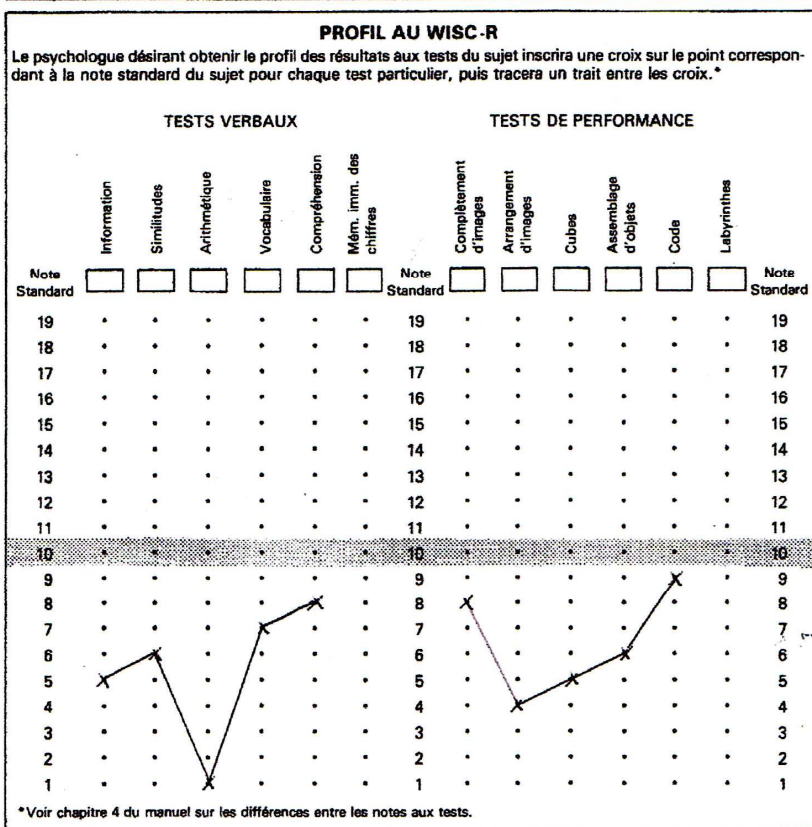 PROFIL AU WISC-R
Le psychologue désirant obtenir le profil des résultats aux tests du sujet inscrira une croix sur le point correspon-
dant à la note standard du sujet pour chaque test particulier, puis tracera un trait entre les croix.*
TESTS VERBAUX
TESTS DE PERFORMANCE
Information
Similitudes
Arithmétique
Vocabulaire
Compréhension
Mém. imm. des
chiffres
Complètement
d'images
Arrangement
d'images
Cubes
Assemblage
d'objets
Code
Labyrinthes
Note Note Note
Standard Standard Standard
19 19 19
18 18 18
17 17 17
16 16 16
15 15 15
14 14 14
13 13 13
12 12 12
11 11 11
10 10 10
9 9 9
8 8 8
7 7 7
6 6 6
5 5 5
4 4 4
3 3 3
2 2 2
1 1 1
*Voir chapitre 4 du manuel sur les différences entre les notes aux tests.